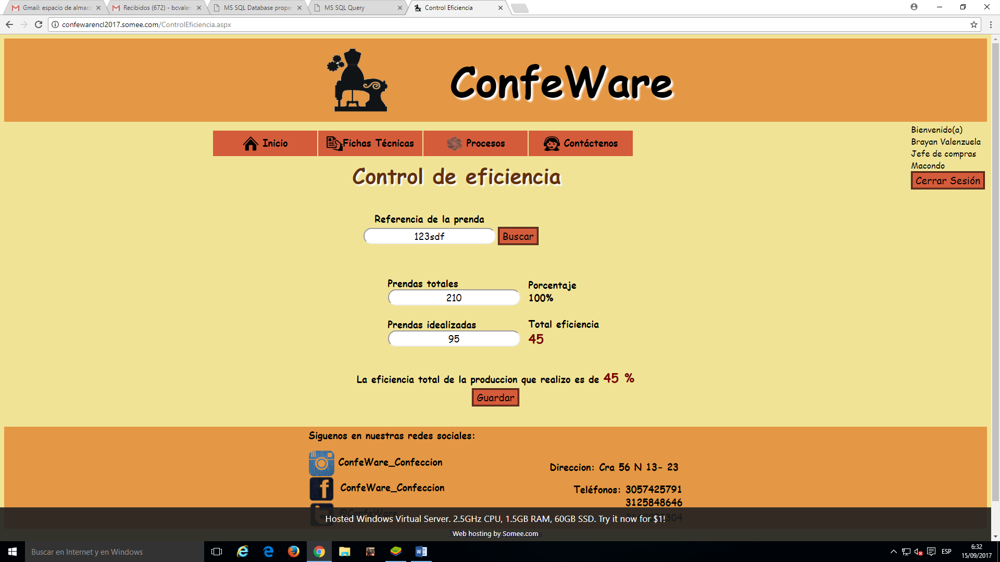 Gmail: espacio de almace
Recibidos (672) - bcvalen
MS SQL Database prope
MS SQL Query
Control Eficiencia
confewarencl2017.somee.com/ControlEficiencia.aspx
ConfeWare
Bienvenido(a)
Brayan Valenzuela
Jefe de compras
Macondo
Cerrar Sesión
Inicio
Fichas Técnicas
Procesos
Contáctenos
Control de eficiencia
Referencia de la prenda
123sdf
Buscar
Prendas totales
Porcentaje
210
100%
Prendas idealizadas
Total eficiencia
95
45
La eficiencia total de la produccion que realizo es de 45 %
Guardar
Siguenos en nuestras redes sociales:
ConfeWare_Confeccion
Direccion: Cra 56 N 13- 23
ConfeWare_Confeccion
Teléfonos: 3057425791
3125848646
@ConfeWare
Hosted Windows Virtual Server. 2.5GHz CPU, 1.5GB RAM, 60GB SSD. Try it now for $1!
Web hosting by Somee.com
Buscar en Internet y en Windows
ESP
6:32
15/09/2017